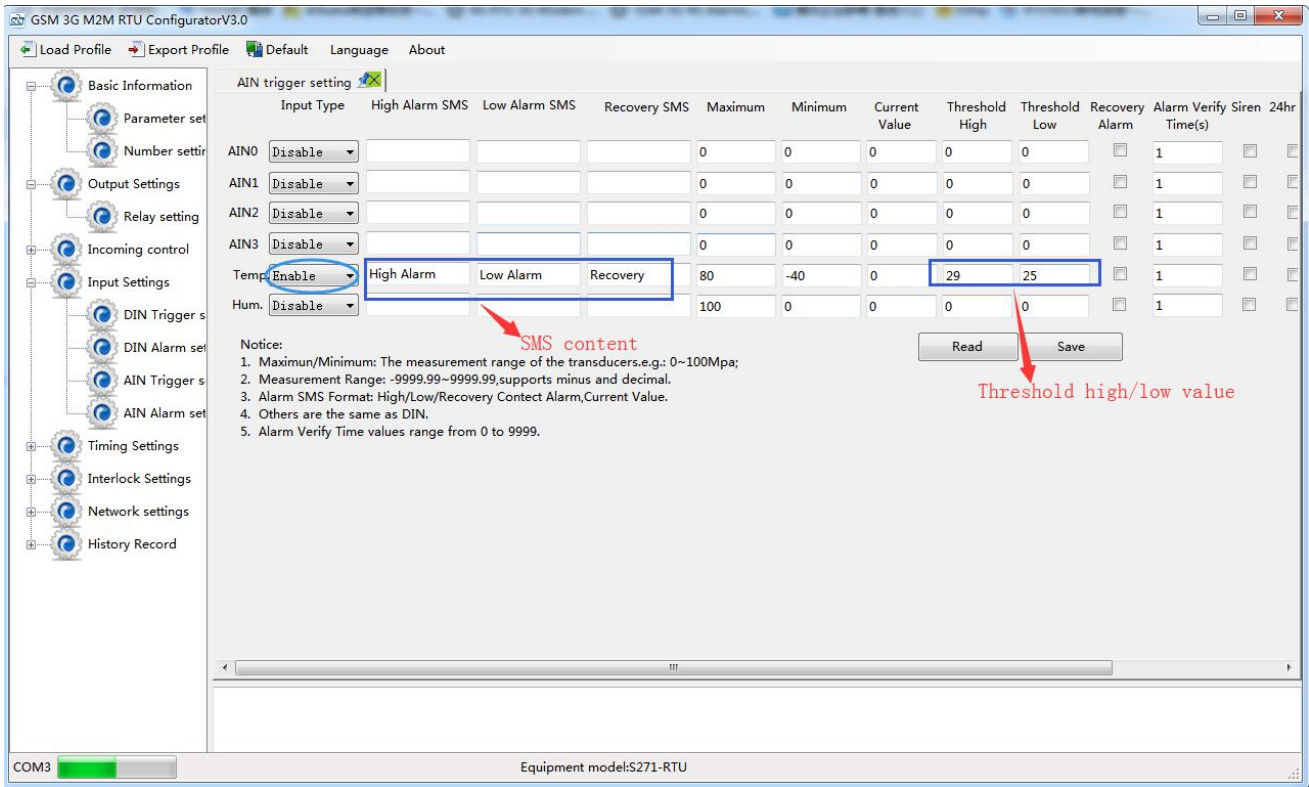 GSM 3G M2M RTU ConfiguratorV3.0
Load Profile Export Profile Default Language About
Basic Information
Parameter set
Number settir
Output Settings
Relay setting
Incoming control
Input Settings
DIN Trigger s
DIN Alarm set
AIN Trigger s
AIN Alarm set
Timing Settings
Interlock Settings
Network settings
History Record
AIN trigger setting
Input Type High Alarm SMS Low Alarm SMS Recovery SMS Maximum Minimum Current Value Threshold High Threshold Low Recovery Alarm Alarm Verify Time(s) Siren 24hr
AIN0 Disable 0 0 0 0 0 1
AIN1 Disable 0 0 0 0 0 1
AIN2 Disable 0 0 0 0 0 1
AIN3 Disable 0 0 0 0 0 1
Temp. Enable High Alarm Low Alarm Recovery 80 -40 0 29 25 1
Hum. Disable 100 0 0 0 0 1
SMS content
Read Save
Threshold high/low value
Notice:
1. Maximun/Minimum: The measurement range of the transducers.e.g.: 0~100Mpa;
2. Measurement Range: -9999.99~9999.99,supports minus and decimal.
3. Alarm SMS Format: High/Low/Recovery Contect Alarm,Current Value.
4. Others are the same as DIN.
5. Alarm Verify Time values range from 0 to 9999.
COM3
Equipment model:S271-RTU